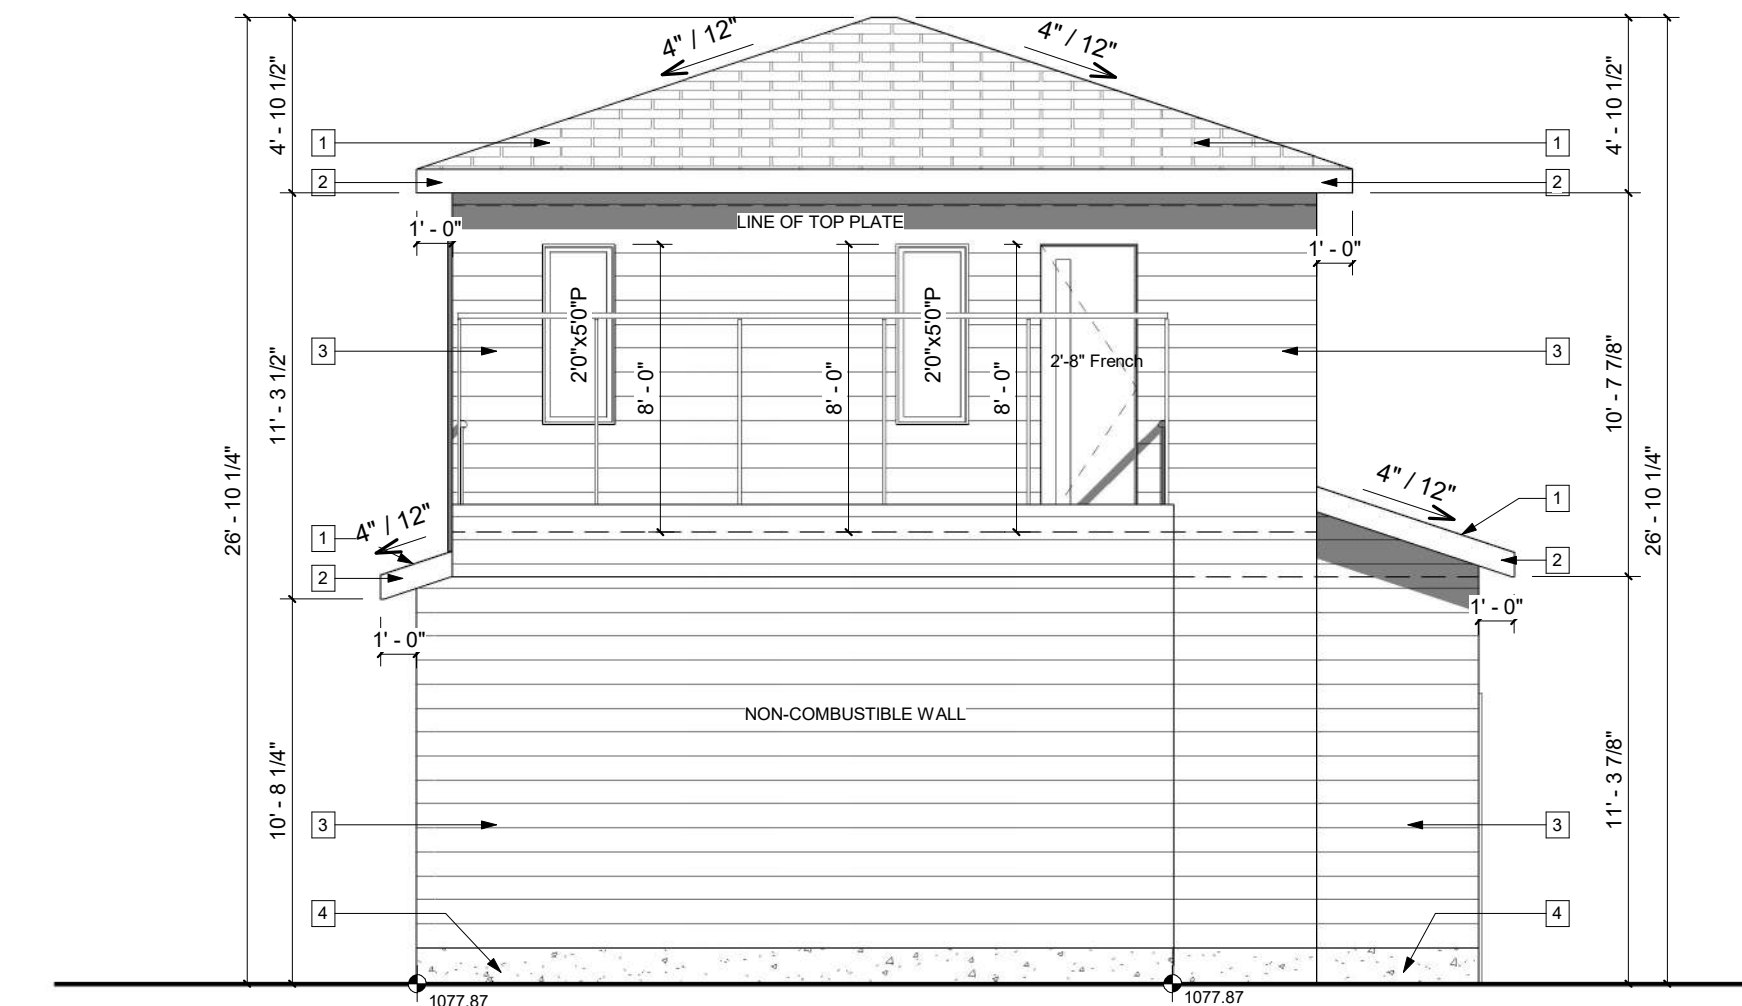 4" / 12"
4" / 12"
4' - 10 1/2"
4' - 10 1/2"
1
1
2
2
LINE OF TOP PLATE
1' - 0"
1' - 0"
2'0"x5'0"P
2'0"x5'0"P
8' - 0"
8' - 0"
8' - 0"
2'-8" French
3
3
11' - 3 1/2"
10' - 7 7/8"
26' - 10 1/4"
26' - 10 1/4"
4" / 12"
4" / 12"
1
1
2
2
1' - 0"
1' - 0"
NON-COMBUSTIBLE WALL
10' - 8 1/4"
11' - 3 7/8"
3
3
4
4
1077.87
1077.87